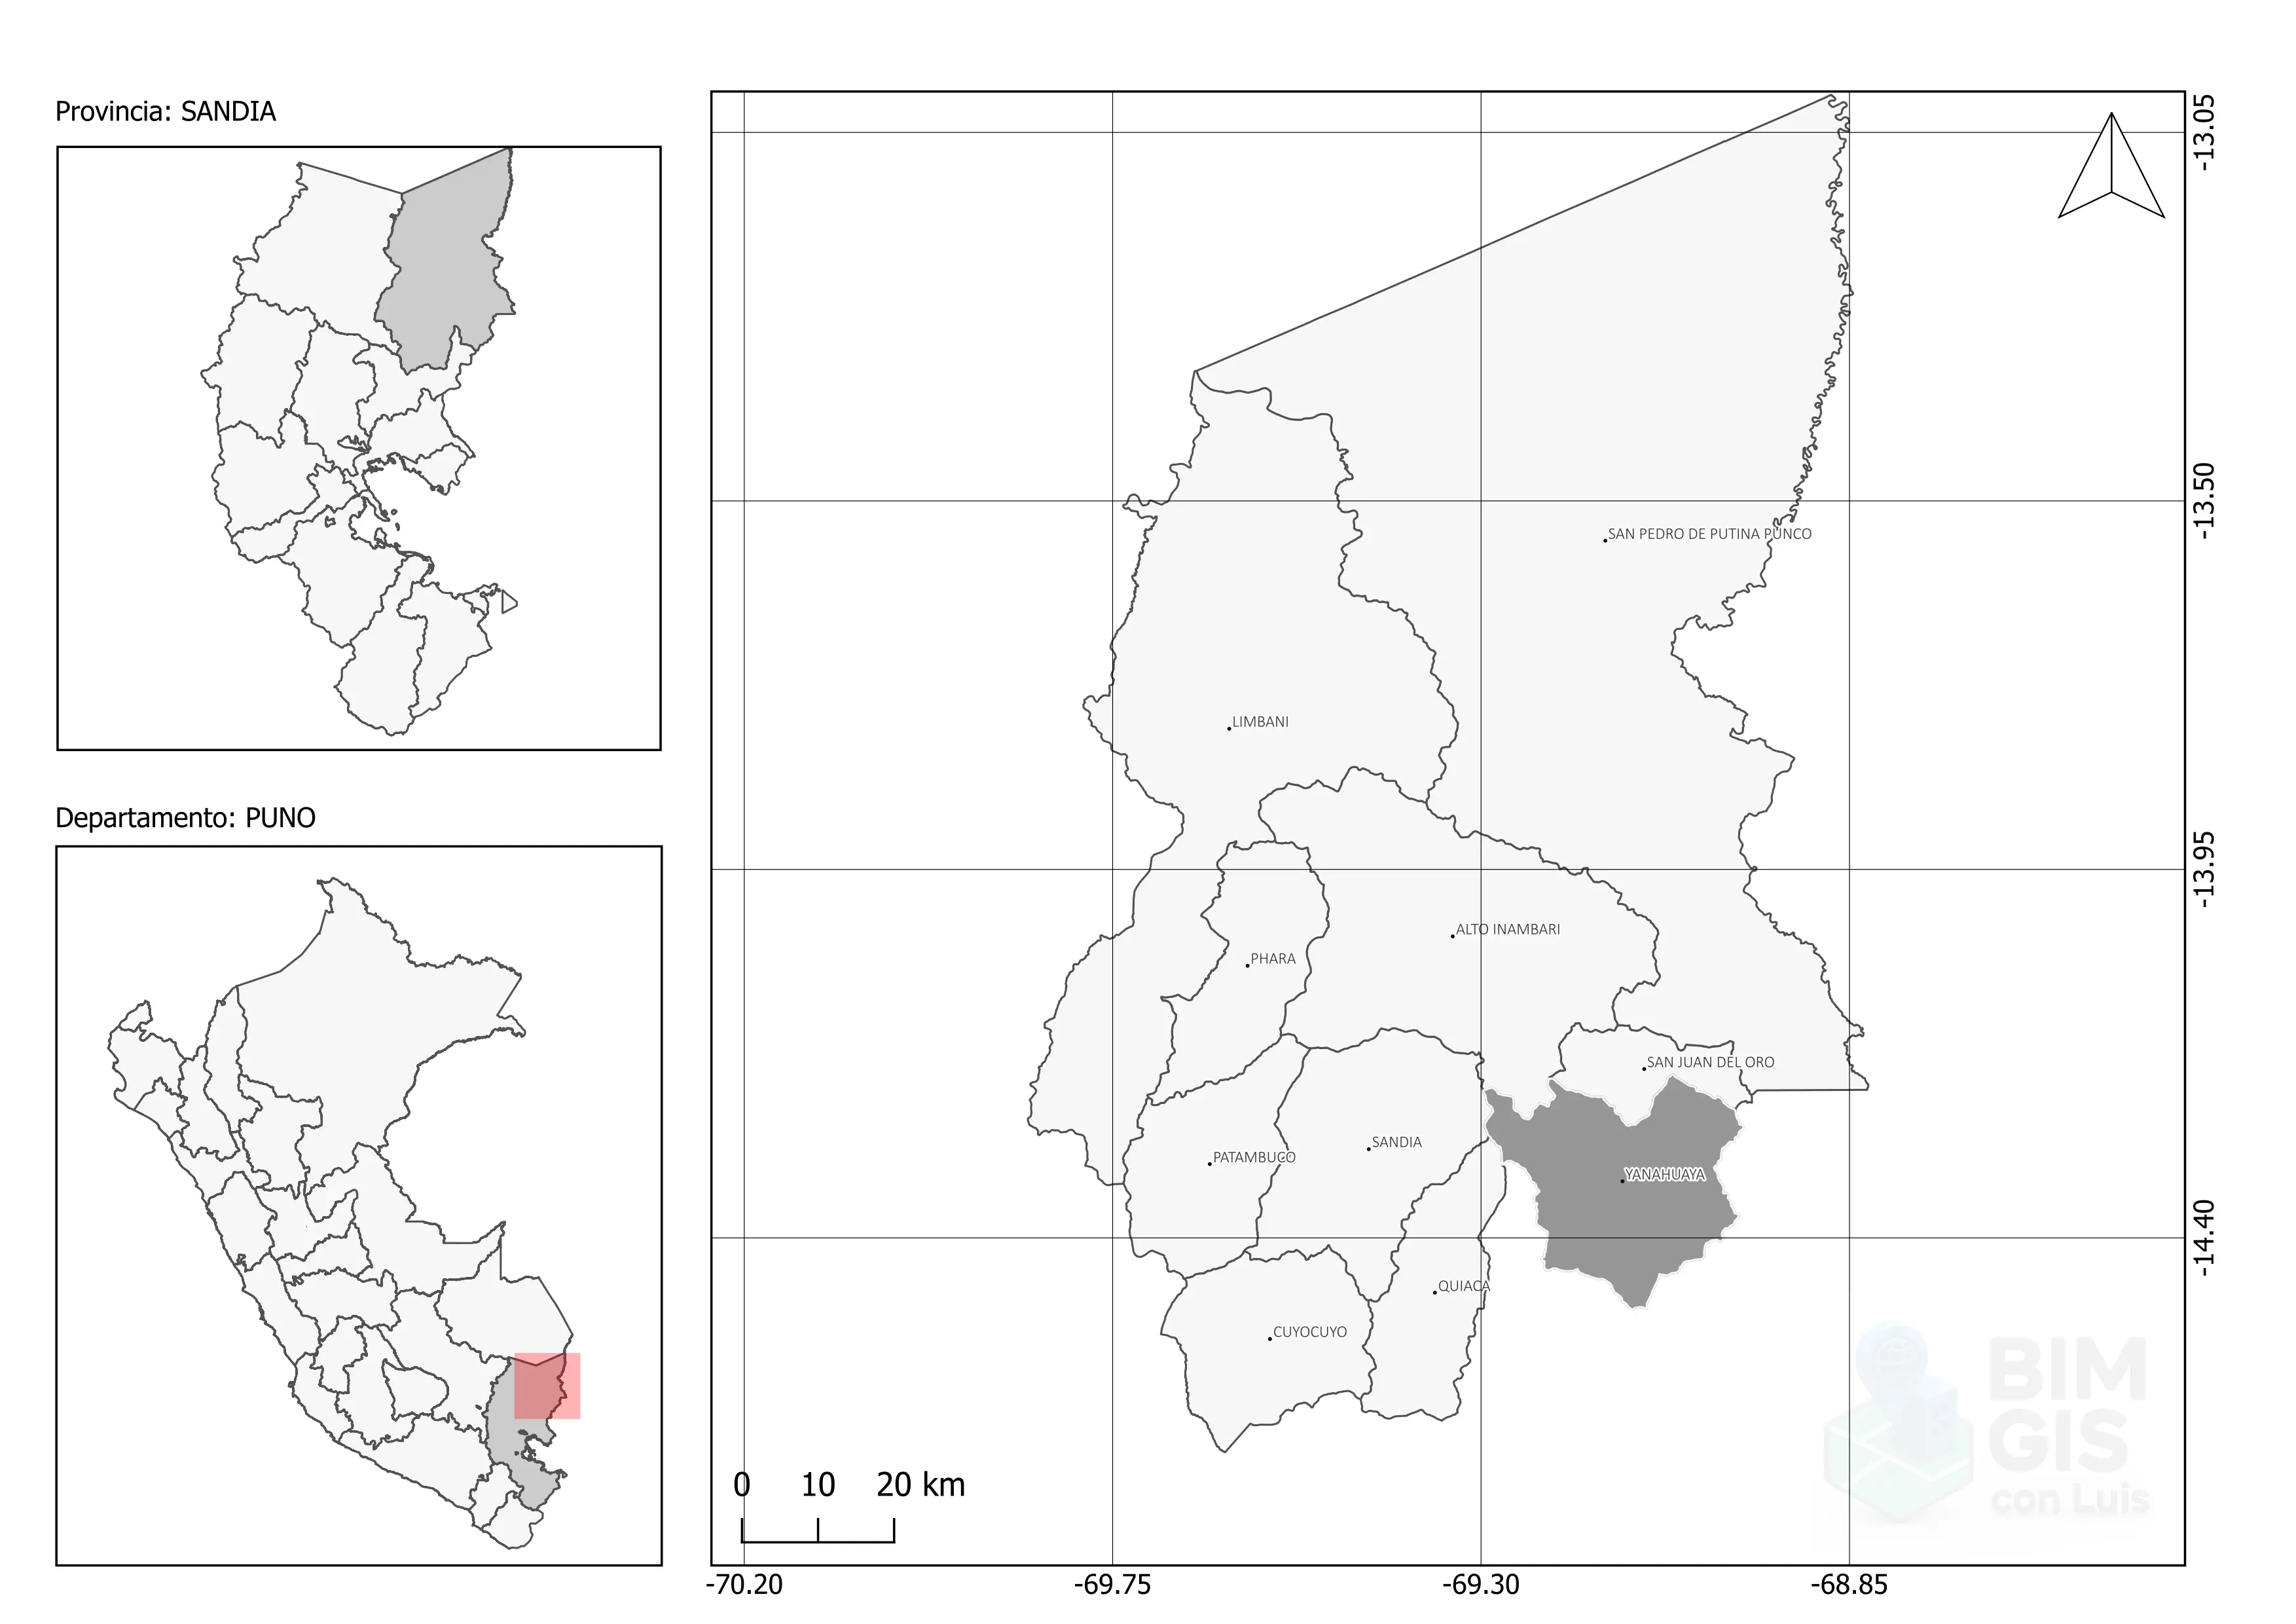 Provincia: SANDIA
Departamento: PUNO
SAN PEDRO DE PUTINA PUNCO
LIMBANI
ALTO INAMBARI
PHARA
SAN JUAN DEL ORO
SANDIA
PATAMBUCO
YANAHUAYA
QUIACA
CUYOCUYO
0 10 20 km
-70.20 -69.75 -69.30 -68.85
-13.05
-13.50
-13.95
-14.40
BIM
GIS
con Luis